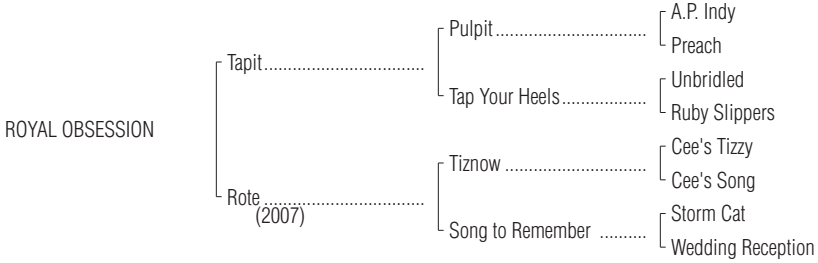 A.P. Indy
Pulpit................................
Preach
Tapit..................................
Unbridled
Tap Your Heels..................
Ruby Slippers
ROYAL OBSESSION
Cee's Tizzy
Tiznow ..............................
Cee's Song
Rote ..................................
(2007)
Storm Cat
Song to Remember ..........
Wedding Reception